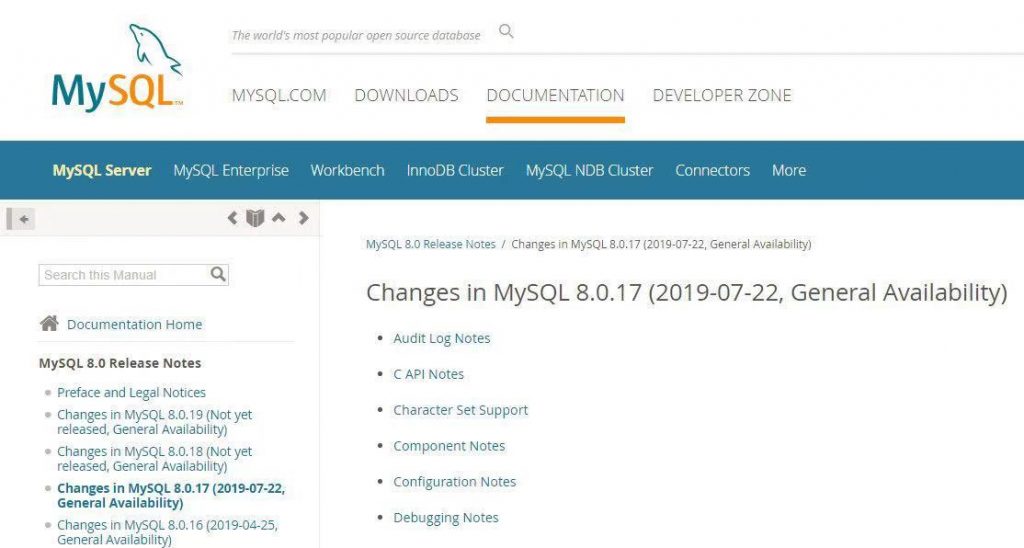 The world's most popular open source database
MySQL™
MYSQL.COM DOWNLOADS DOCUMENTATION DEVELOPER ZONE
MySQL Server MySQL Enterprise Workbench InnoDB Cluster MySQL NDB Cluster Connectors More
Search this Manual
Documentation Home
MySQL 8.0 Release Notes
Preface and Legal Notices
Changes in MySQL 8.0.19 (Not yet
released, General Availability)
Changes in MySQL 8.0.18 (Not yet
released, General Availability)
Changes in MySQL 8.0.17 (2019-07-22,
General Availability)
Changes in MySQL 8.0.16 (2019-04-25,
General Availability)
MySQL 8.0 Release Notes / Changes in MySQL 8.0.17 (2019-07-22, General Availability)
Changes in MySQL 8.0.17 (2019-07-22, General Availability)
Audit Log Notes
C API Notes
Character Set Support
Component Notes
Configuration Notes
Debugging Notes